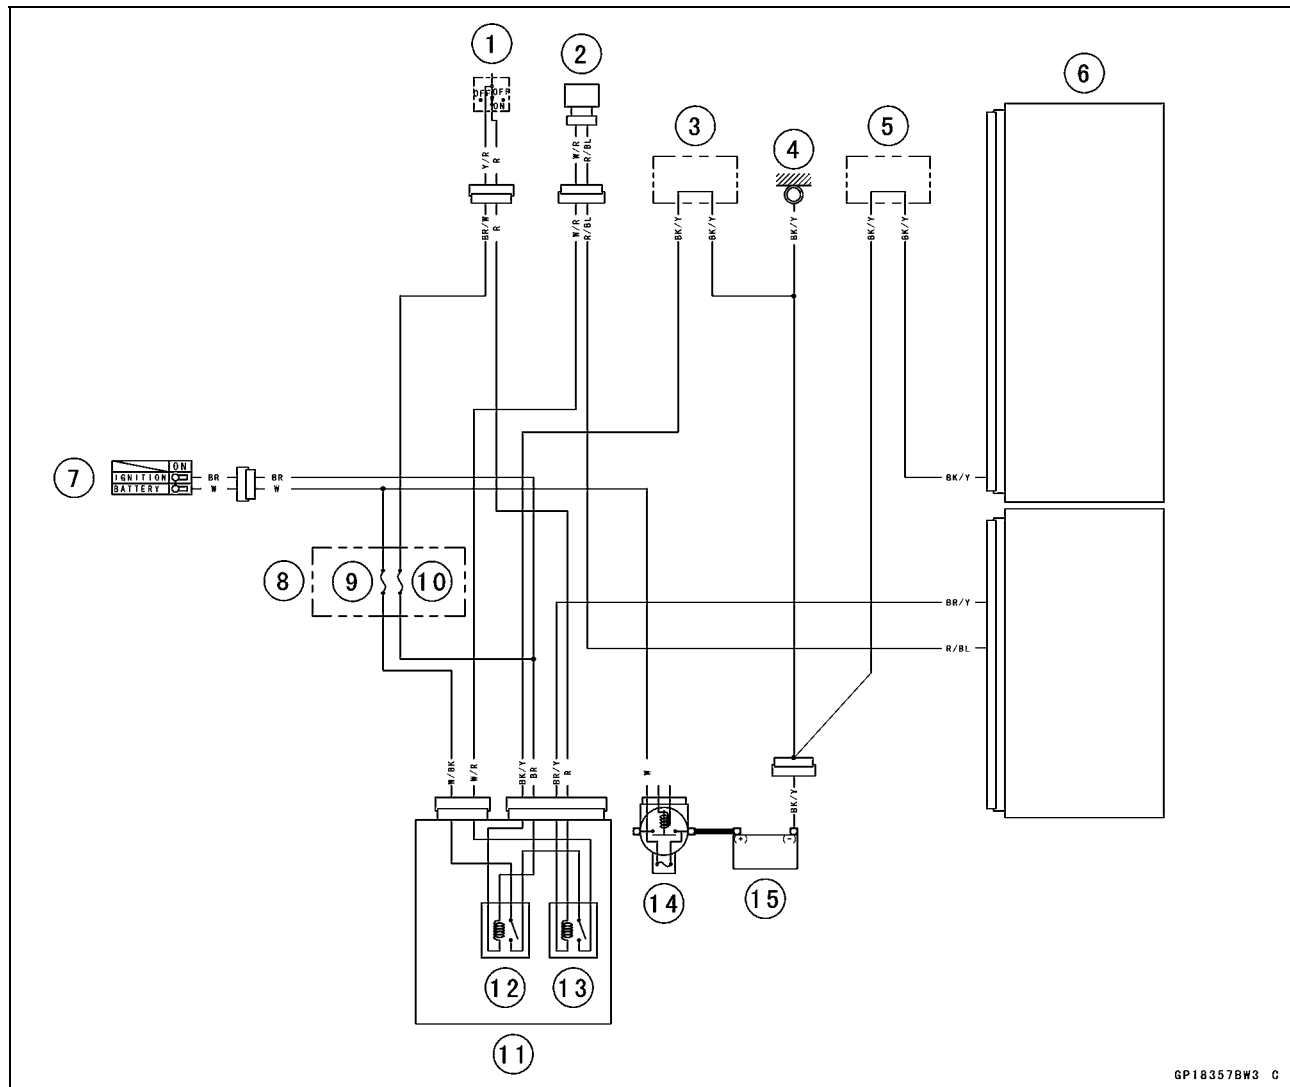 1
2
3
4
5
6
OFF OFF
ON
W/R
R/BL
Y/R
R
BR/W
R
W/R
R/BL
BK/Y
BK/Y
BK/Y
BK/Y
BK/Y
7
ON
IGNITION
BATTERY
BR
W
BR
W
BK/Y
8
9
10
BR/Y
R/BL
W/BK
W/R
BK/Y
BR
BR/Y
R
W
BK/Y
(+)
(-)
14
15
12
13
11
GP18357BW3 C